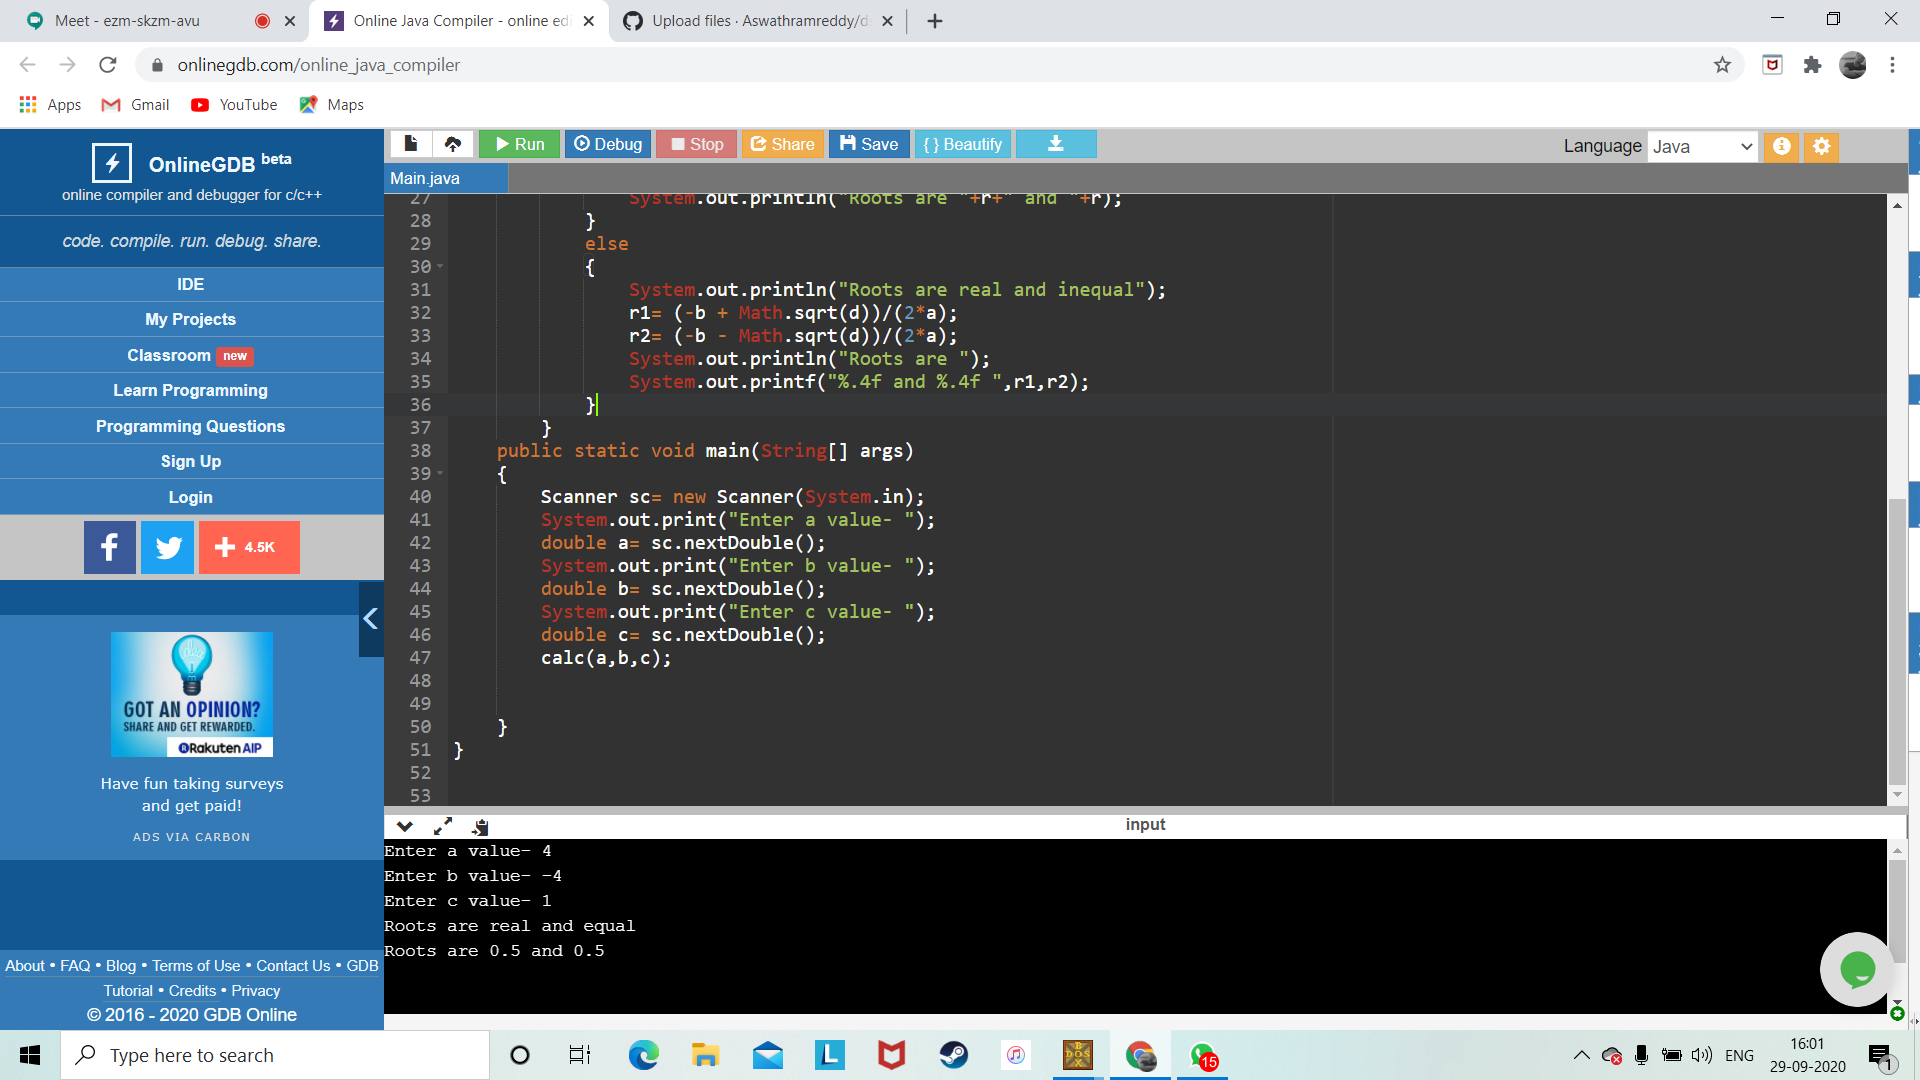 Meet - ezm-skzm-avu
Online Java Compiler - online edi
Upload files · Aswathramreddy/ds
onlinegdb.com/online_java_compiler
Apps
Gmail
YouTube
Maps
OnlineGDB beta
online compiler and debugger for c/c++
code. compile. run. debug. share.
IDE
My Projects
Classroom new
Learn Programming
Programming Questions
Sign Up
Login
4.5K
GOT AN OPINION?
SHARE AND GET REWARDED.
Rakuten AIP
Have fun taking surveys
and get paid!
ADS VIA CARBON
About • FAQ • Blog • Terms of Use • Contact Us • GDB
Tutorial • Credits • Privacy
© 2016 - 2020 GDB Online
Run
Debug
Stop
Share
Save
{ } Beautify
Language Java
Main.java
27 System.out.println("Roots are "+r+" and "+r);
28 }
29 else
30 {
31 System.out.println("Roots are real and inequal");
32 r1= (-b + Math.sqrt(d))/(2*a);
33 r2= (-b - Math.sqrt(d))/(2*a);
34 System.out.println("Roots are ");
35 System.out.printf("%.4f and %.4f ",r1,r2);
36 }
37 }
38 public static void main(String[] args)
39 {
40 Scanner sc= new Scanner(System.in);
41 System.out.print("Enter a value- ");
42 double a= sc.nextDouble();
43 System.out.print("Enter b value- ");
44 double b= sc.nextDouble();
45 System.out.print("Enter c value- ");
46 double c= sc.nextDouble();
47 calc(a,b,c);
48
49
50 }
51 }
52
53
input
Enter a value- 4
Enter b value- -4
Enter c value- 1
Roots are real and equal
Roots are 0.5 and 0.5
Type here to search
L
DOS
15
ENG
16:01
29-09-2020
1